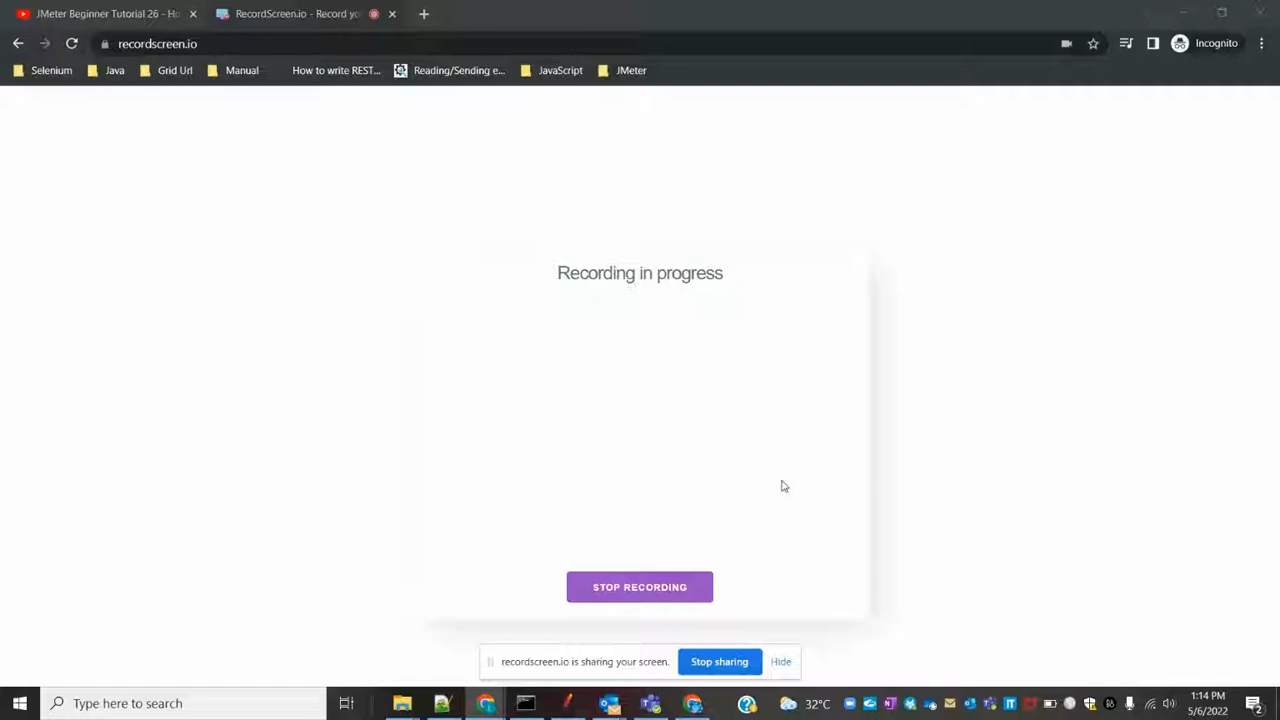 JMeter Beginner Tutorial 26 - Ho
RecordScreen.io - Record yo
recordscreen.io
Incognito
Selenium
Java
Grid Url
Manual
How to write REST...
Reading/Sending e...
JavaScript
JMeter
Recording in progress
STOP RECORDING
recordscreen.io is sharing your screen.
Stop sharing
Hide
Type here to search
32°C
1:14 PM
5/6/2022
2